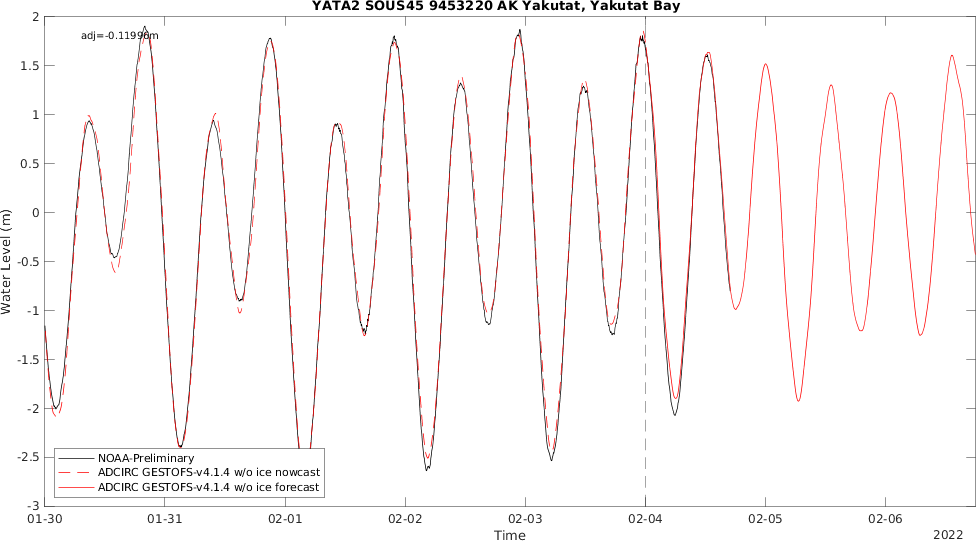 YATA2 SOUS45 9453220 AK Yakutat, Yakutat Bay
adj=-0.11996m
Water Level (m)
2
1.5
1
0.5
0
-0.5
-1
-1.5
-2
-2.5
-3
NOAA-Preliminary
ADCIRC GESTOFS-v4.1.4 w/o ice nowcast
ADCIRC GESTOFS-v4.1.4 w/o ice forecast
01-30 01-31 02-01 02-02 02-03 02-04 02-05 02-06
Time
2022